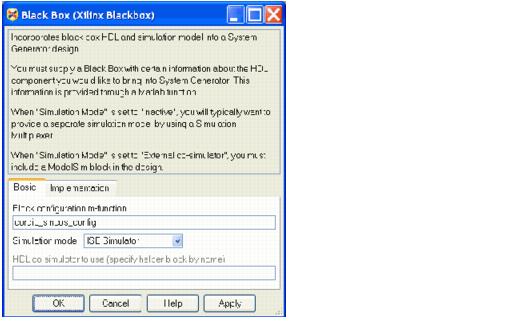 Black Box (Xilinx Blackbox)
Incorporates black box HDL and simulation model into a System
Generator design.
You must supply a Black Box with certain information about the HDL
component you would like to bring into System Generator. This
information is provided through a Matlab function.
When "Simulation Mode" is set to "Inactive", you will typically want to
provide a separate simulation model by using a Simulation
Multiplexer.
When "Simulation Mode" is set to "External co-simulator", you must
include a ModelSim block in the design.
Basic Implementation
Block configuration m-function
cordic_sincos_config
Simulation mode ISE Simulator
HDL co-simulator to use (specify helper block by name)
OK Cancel Help Apply